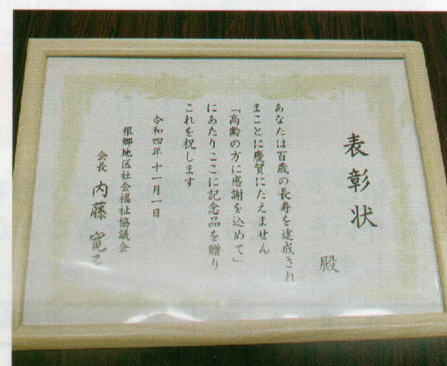 表彰状
殿
あなたは百歳の長寿を達成され
まことに慶賀にたえません
「高齢の方に感謝を込めて」
にあたりここに記念品を贈り
これを祝します
令和四年十一月一日
根郷地区社会福祉協議会
会長 内藤